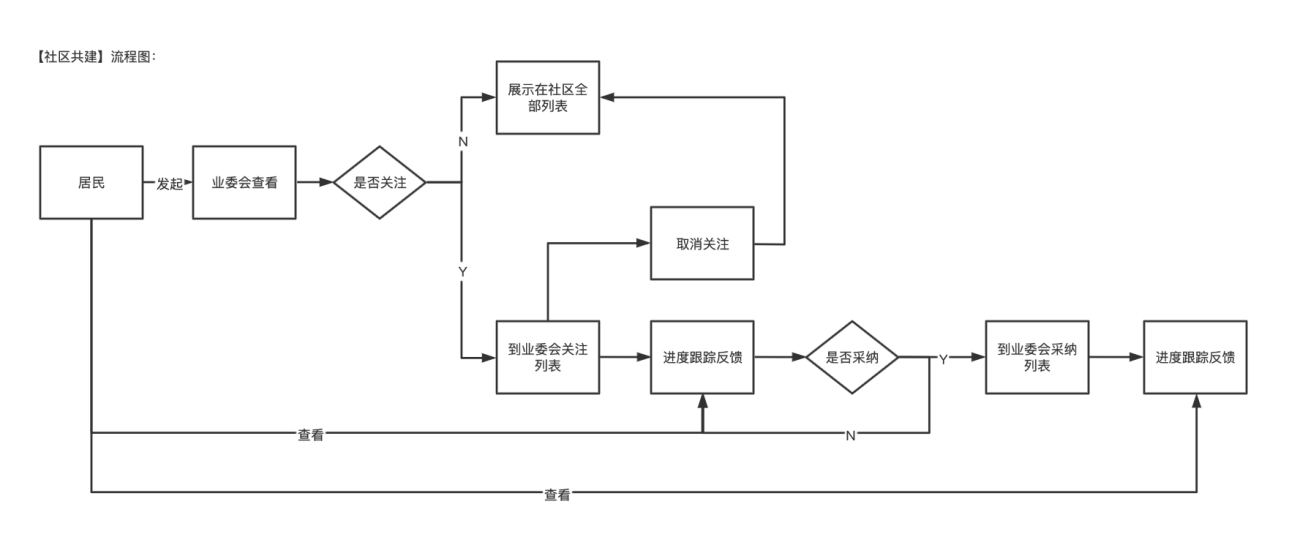 【社区共建】流程图：
展示在社区全
部列表
N
居民
发起
业委会查看
是否关注
取消关注
Y
到业委会关注
列表
进度跟踪反馈
是否采纳
Y
到业委会采纳
列表
进度跟踪反馈
查看
N
查看